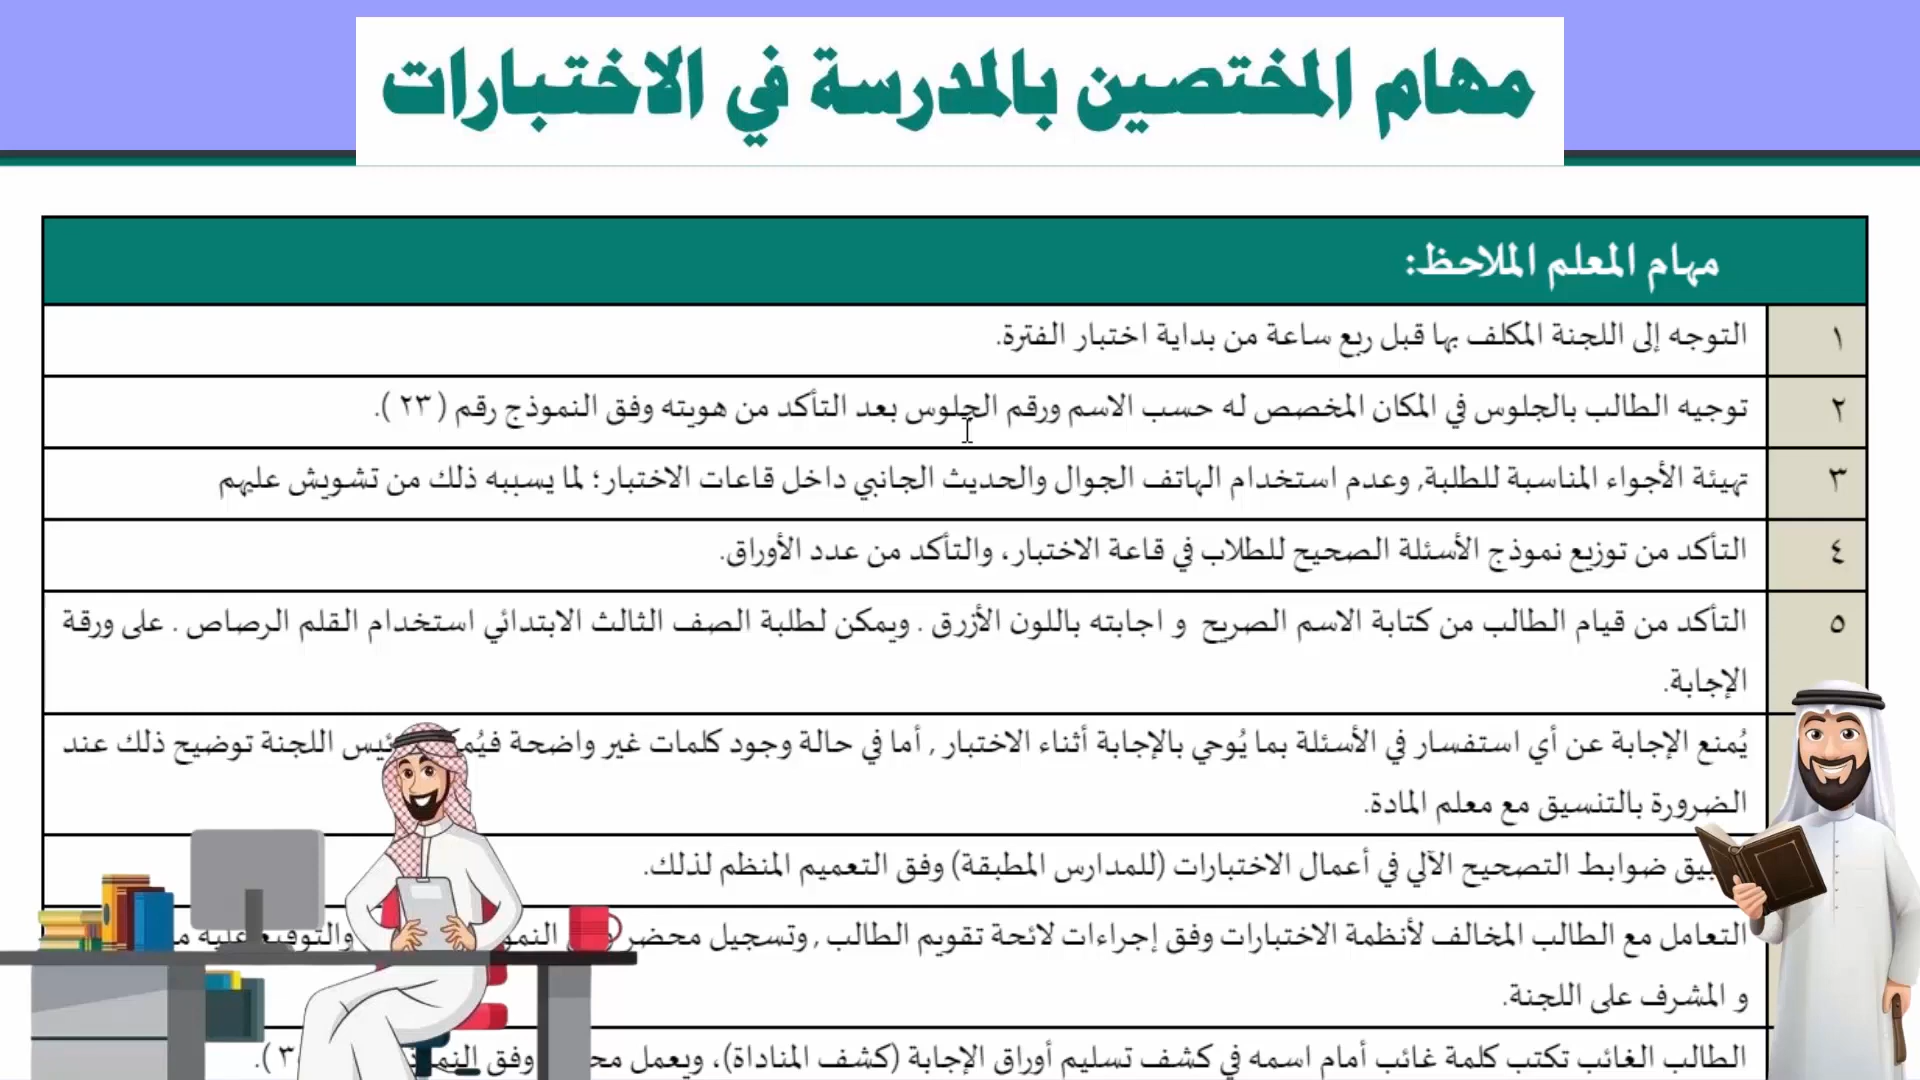 مهام المختصين بالمدرسة في الاختبارات
مهام المعلم الملاحظ:
١ التوجه إلى اللجنة المكلف بها قبل ربع ساعة من بداية اختبار الفترة.
٢ توجيه الطالب بالجلوس في المكان المخصص له حسب الاسم ورقم الجلوس بعد التأكد من هويته وفق النموذج رقم ( ٢٣ ).
٣ تهيئة الأجواء المناسبة للطلبة, وعدم استخدام الهاتف الجوال والحديث الجانبي داخل قاعات الاختبار؛ لما يسببه ذلك من تشويش عليهم
٤ التأكد من توزيع نموذج الأسئلة الصحيح للطلاب في قاعة الاختبار، والتأكد من عدد الأوراق.
٥ التأكد من قيام الطالب من كتابة الاسم الصريح و اجابته باللون الأزرق . ويمكن لطلبة الصف الثالث الابتدائي استخدام القلم الرصاص . على ورقة
الإجابة.
يُمنع الإجابة عن أي استفسار في الأسئلة بما يُوحي بالإجابة أثناء الاختبار , أما في حالة وجود كلمات غير واضحة اللجنة توضيح ذلك عند
الضرورة بالتنسيق مع معلم المادة.
ضوابط التصحيح الآلي في أعمال الاختبارات (للمدارس المطبقة) وفق التعميم المنظم لذلك.
التعامل مع الطالب المخالف لأنظمة الاختبارات وفق إجراءات لائحة تقويم الطالب , وتسجيل محضر
و المشرف على اللجنة.
الطالب الغائب تكتب كلمة غائب أمام اسمه في كشف تسليم أوراق الإجابة (كشف المناداة)، ويعمل وفق